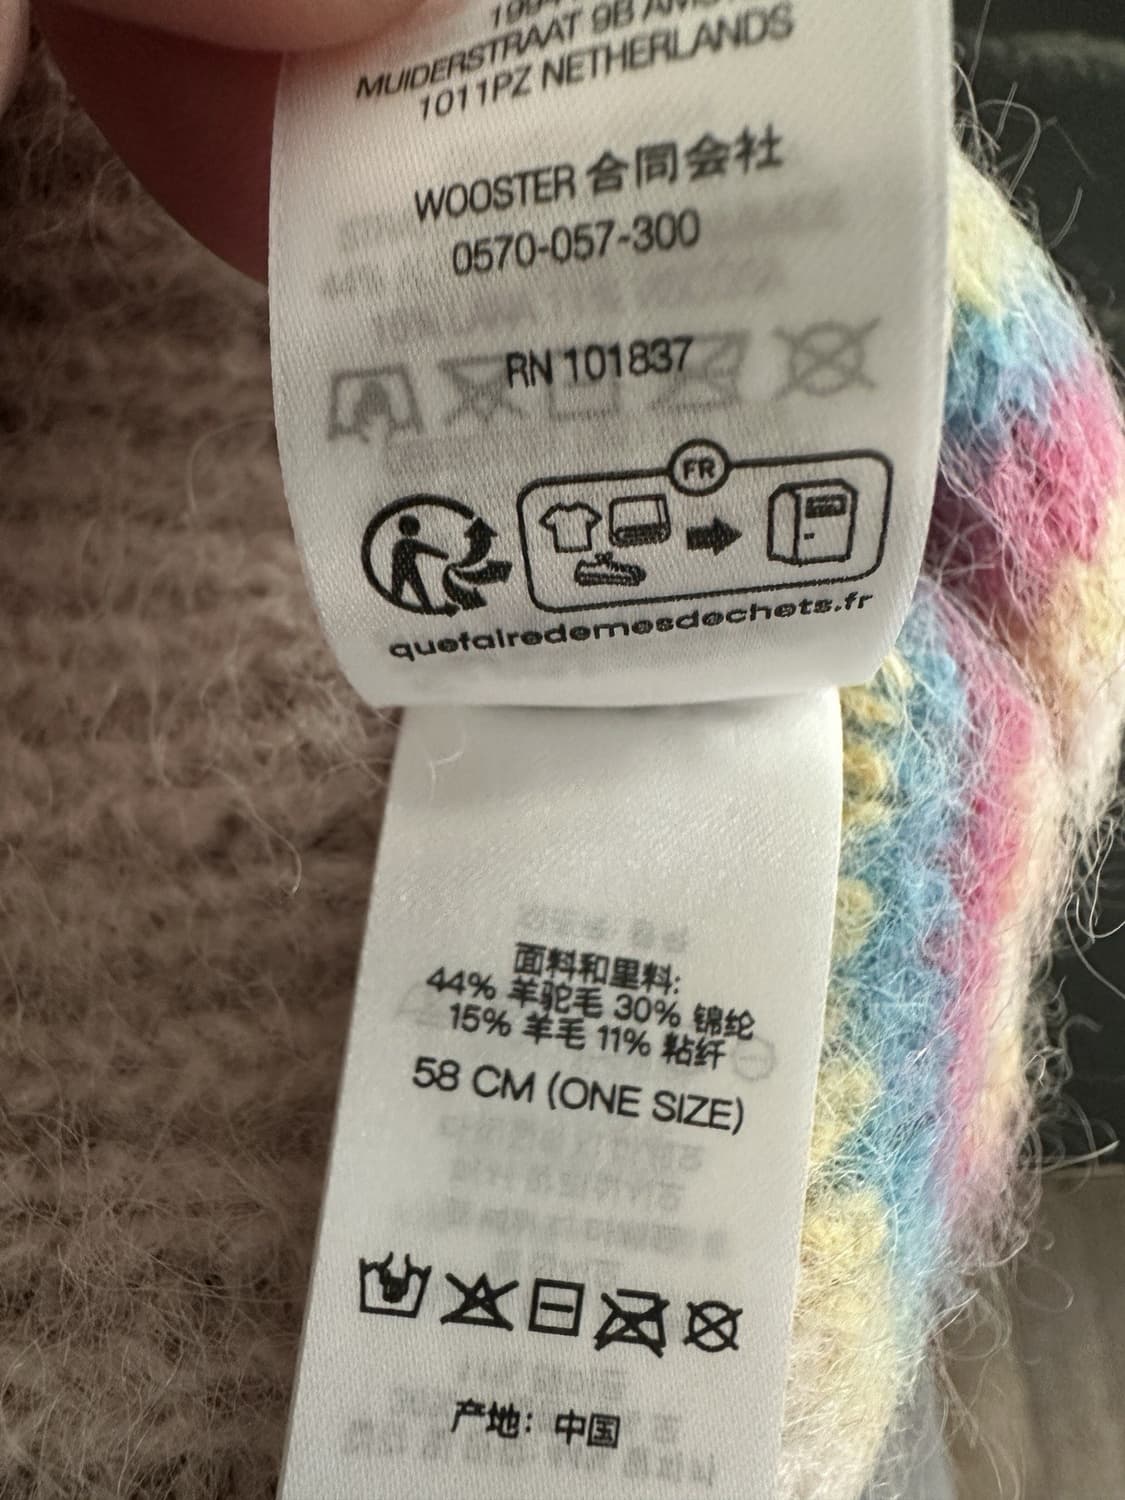 MUIDERSTRAAT 9B
1011PZ NETHERLANDS
WOOSTER 合同会社
0570-057-300
RN 101837
FR
quefairedemesdechets.fr
面料和里料:
44% 羊驼毛 30% 锦纶
15% 羊毛 11% 粘纤
58 CM (ONE SIZE)
产地: 中国